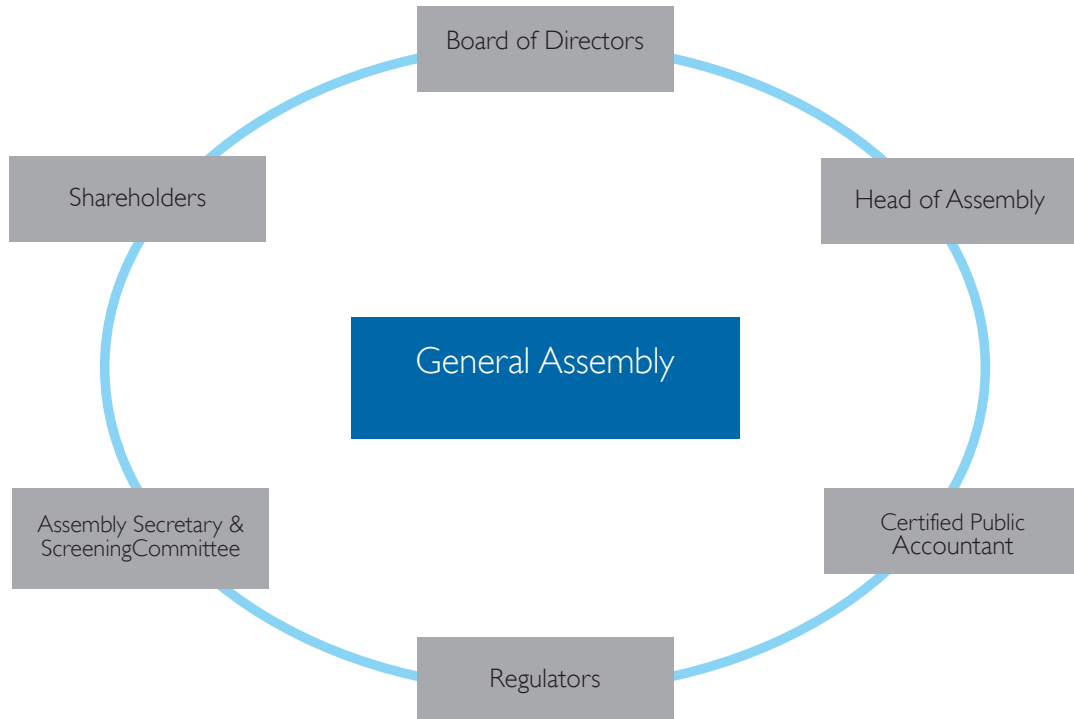 Board of Directors
Shareholders
Head of Assembly
General Assembly
Assembly Secretary &
ScreeningCommittee
Certified Public
Accountant
Regulators